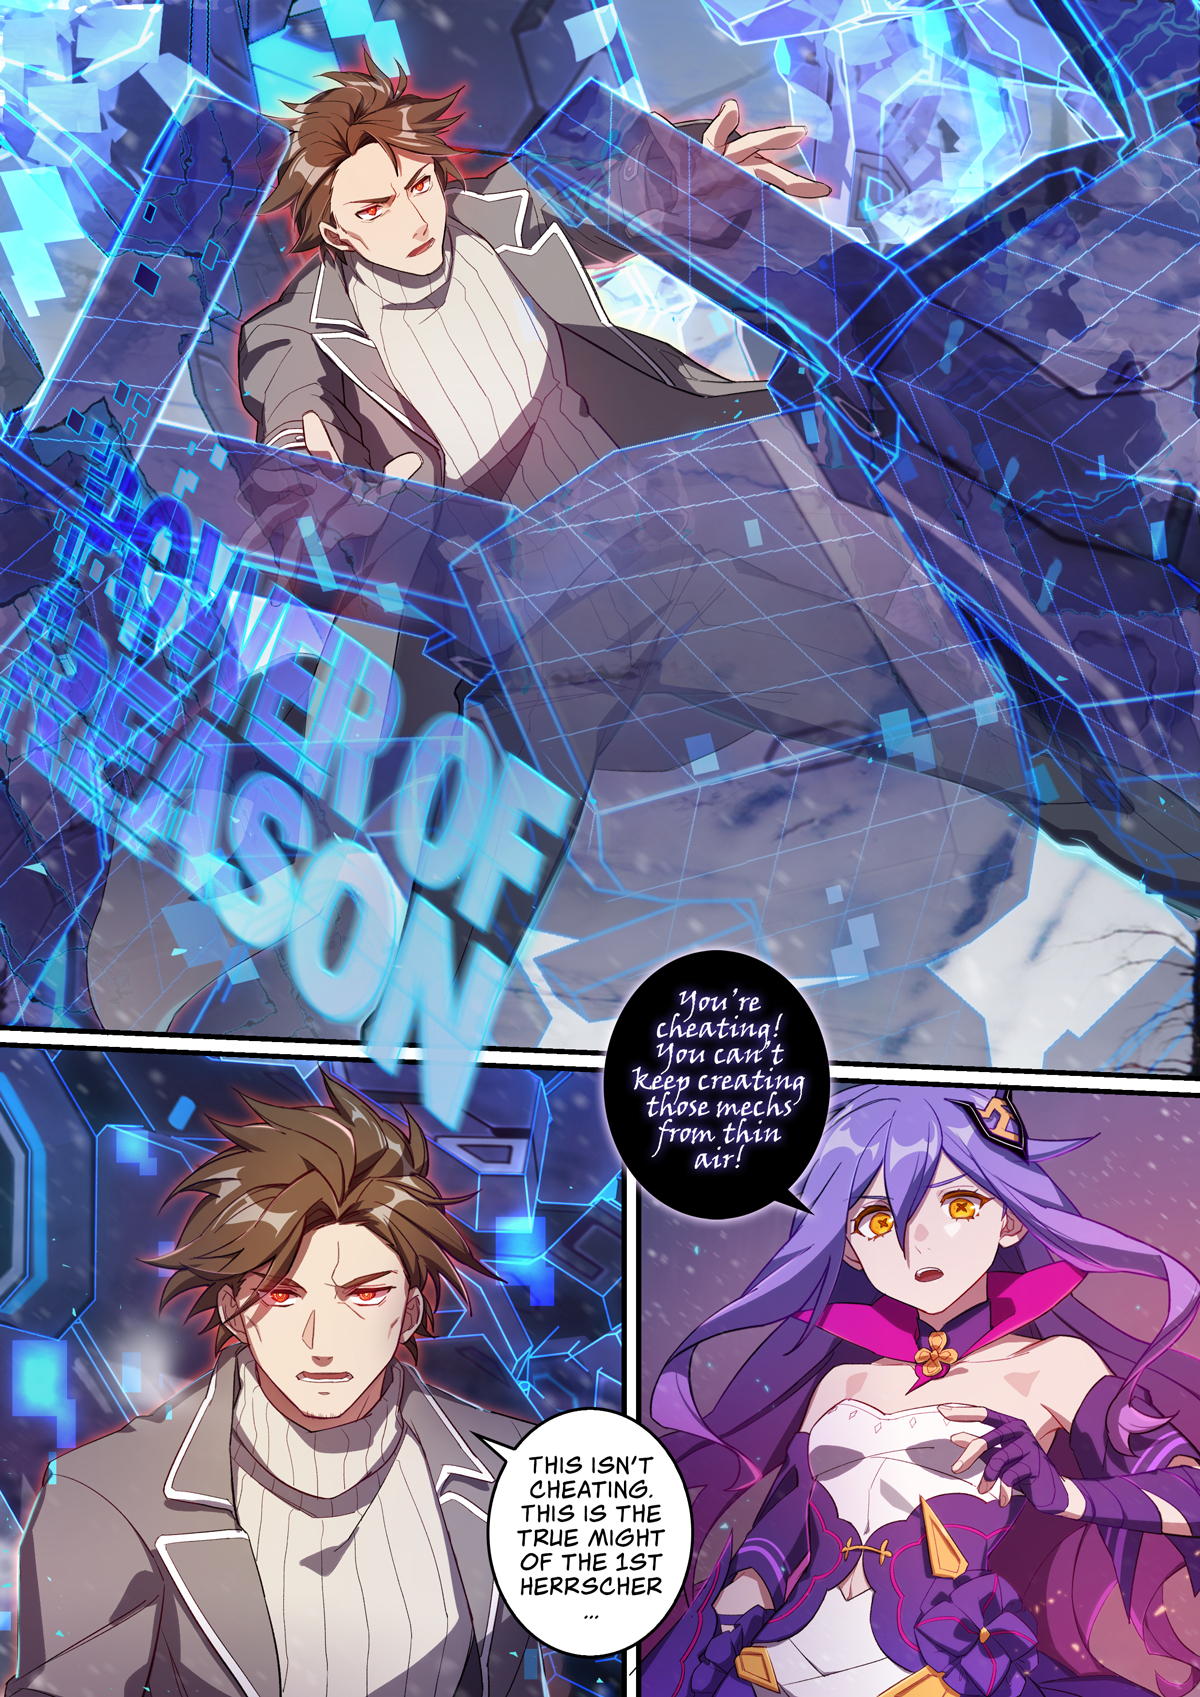 POWER OF
REASON
You're
cheating!
You can't
keep creating
those mechs
from thin
air!
THIS ISN'T
CHEATING.
THIS IS THE
TRUE MIGHT
OF THE 1ST
HERRSCHER
...